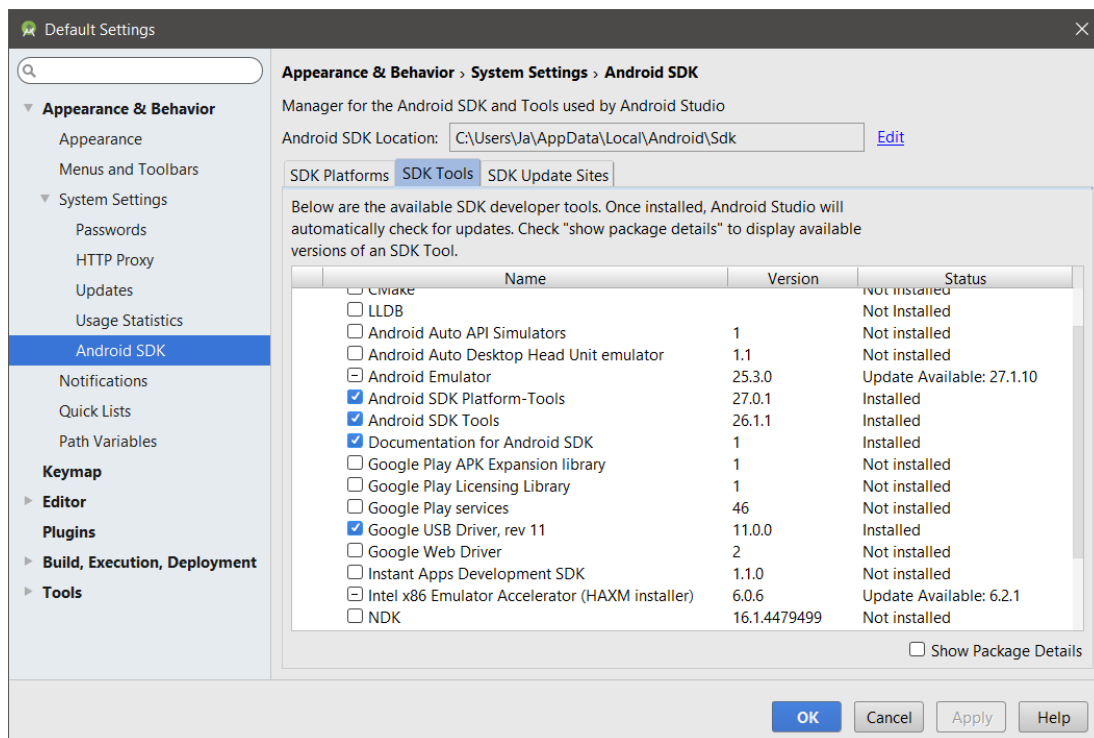 Default Settings
Appearance & Behavior › System Settings › Android SDK
Appearance & Behavior
Appearance
Menus and Toolbars
System Settings
Passwords
HTTP Proxy
Updates
Usage Statistics
Android SDK
Notifications
Quick Lists
Path Variables
Keymap
Editor
Plugins
Build, Execution, Deployment
Tools
Manager for the Android SDK and Tools used by Android Studio
Android SDK Location: C:\Users\Ja\AppData\Local\Android\Sdk Edit
SDK Platforms SDK Tools SDK Update Sites
Below are the available SDK developer tools. Once installed, Android Studio will
automatically check for updates. Check "show package details" to display available
versions of an SDK Tool.
Name Version Status
CMake Not Installed
LLDB Not Installed
Android Auto API Simulators 1 Not installed
Android Auto Desktop Head Unit emulator 1.1 Not installed
Android Emulator 25.3.0 Update Available: 27.1.10
Android SDK Platform-Tools 27.0.1 Installed
Android SDK Tools 26.1.1 Installed
Documentation for Android SDK 1 Installed
Google Play APK Expansion library 1 Not installed
Google Play Licensing Library 1 Not installed
Google Play services 46 Not installed
Google USB Driver, rev 11 11.0.0 Installed
Google Web Driver 2 Not installed
Instant Apps Development SDK 1.1.0 Not installed
Intel x86 Emulator Accelerator (HAXM installer) 6.0.6 Update Available: 6.2.1
NDK 16.1.4479499 Not installed
Show Package Details
OK Cancel Apply Help